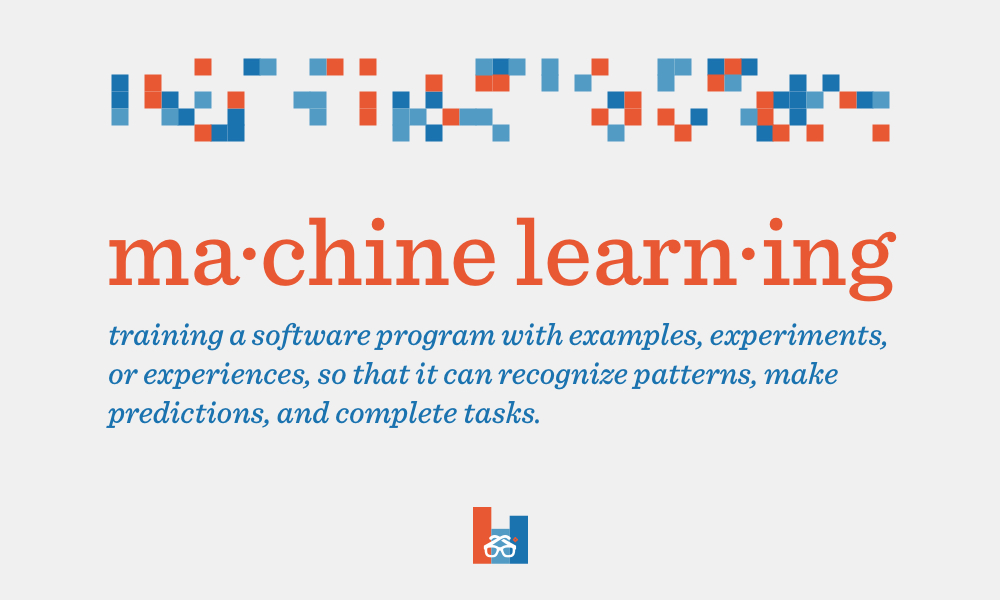 ma·chine learn·ing
training a software program with examples, experiments,
or experiences, so that it can recognize patterns, make
predictions, and complete tasks.